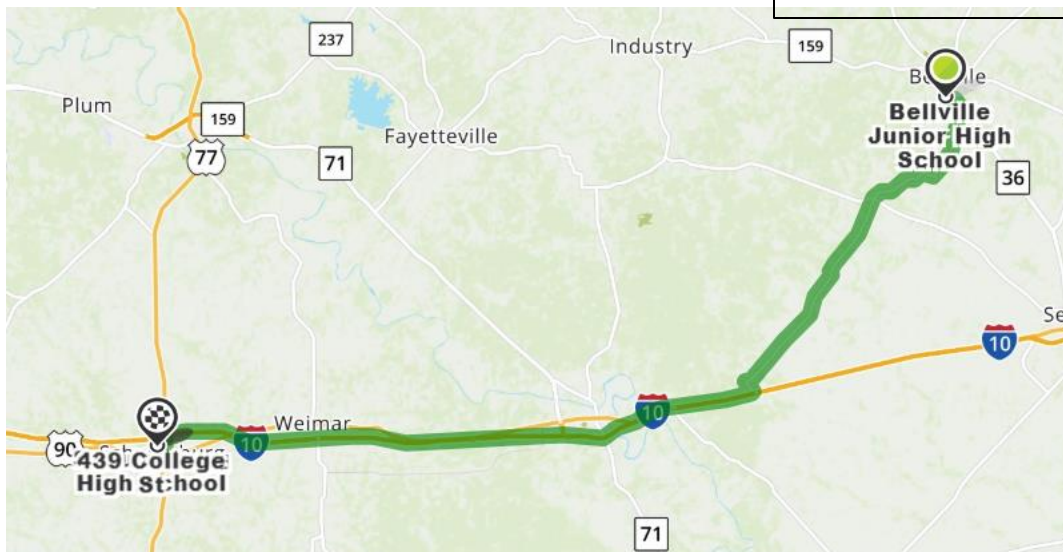 237
Industry
159
Plum
159
Fayetteville
77
71
Bellville
Junior High
School
36
10
10
Weimar
90
10
439 College
High St
71